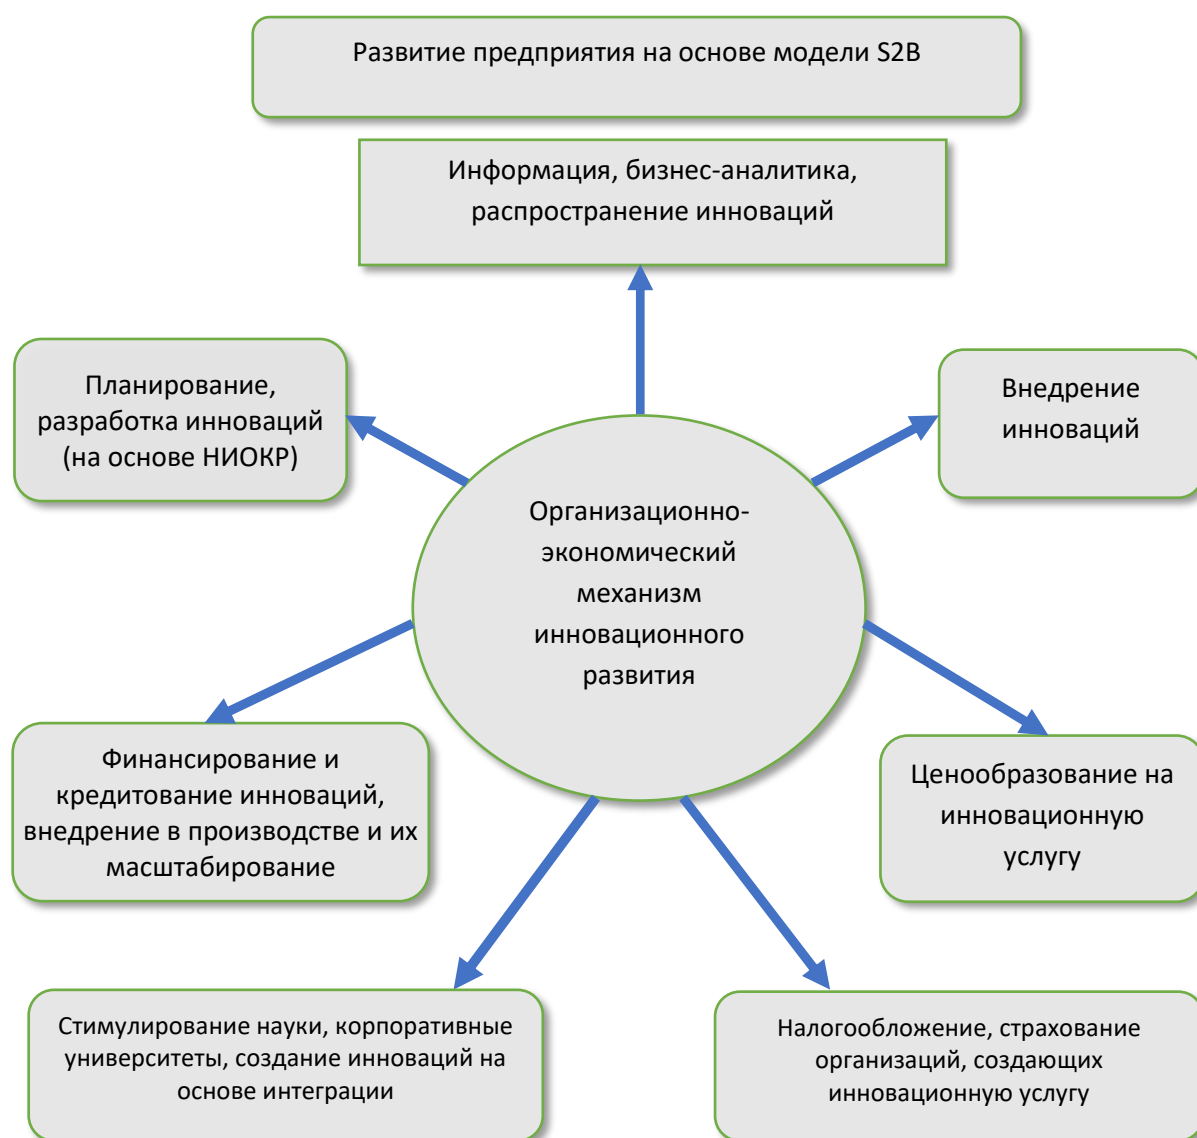 Развитие предприятия на основе модели S2B
Информация, бизнес-аналитика,
распространение инноваций
Планирование,
разработка инноваций
(на основе НИОКР)
Внедрение
инноваций
Организационно-
экономический
механизм
инновационного
развития
Финансирование и
кредитование инноваций,
внедрение в производстве и их
масштабирование
Ценообразование на
инновационную
услугу
Стимулирование науки, корпоративные
университеты, создание инноваций на
основе интеграции
Налогообложение, страхование
организаций, создающих
инновационную услугу